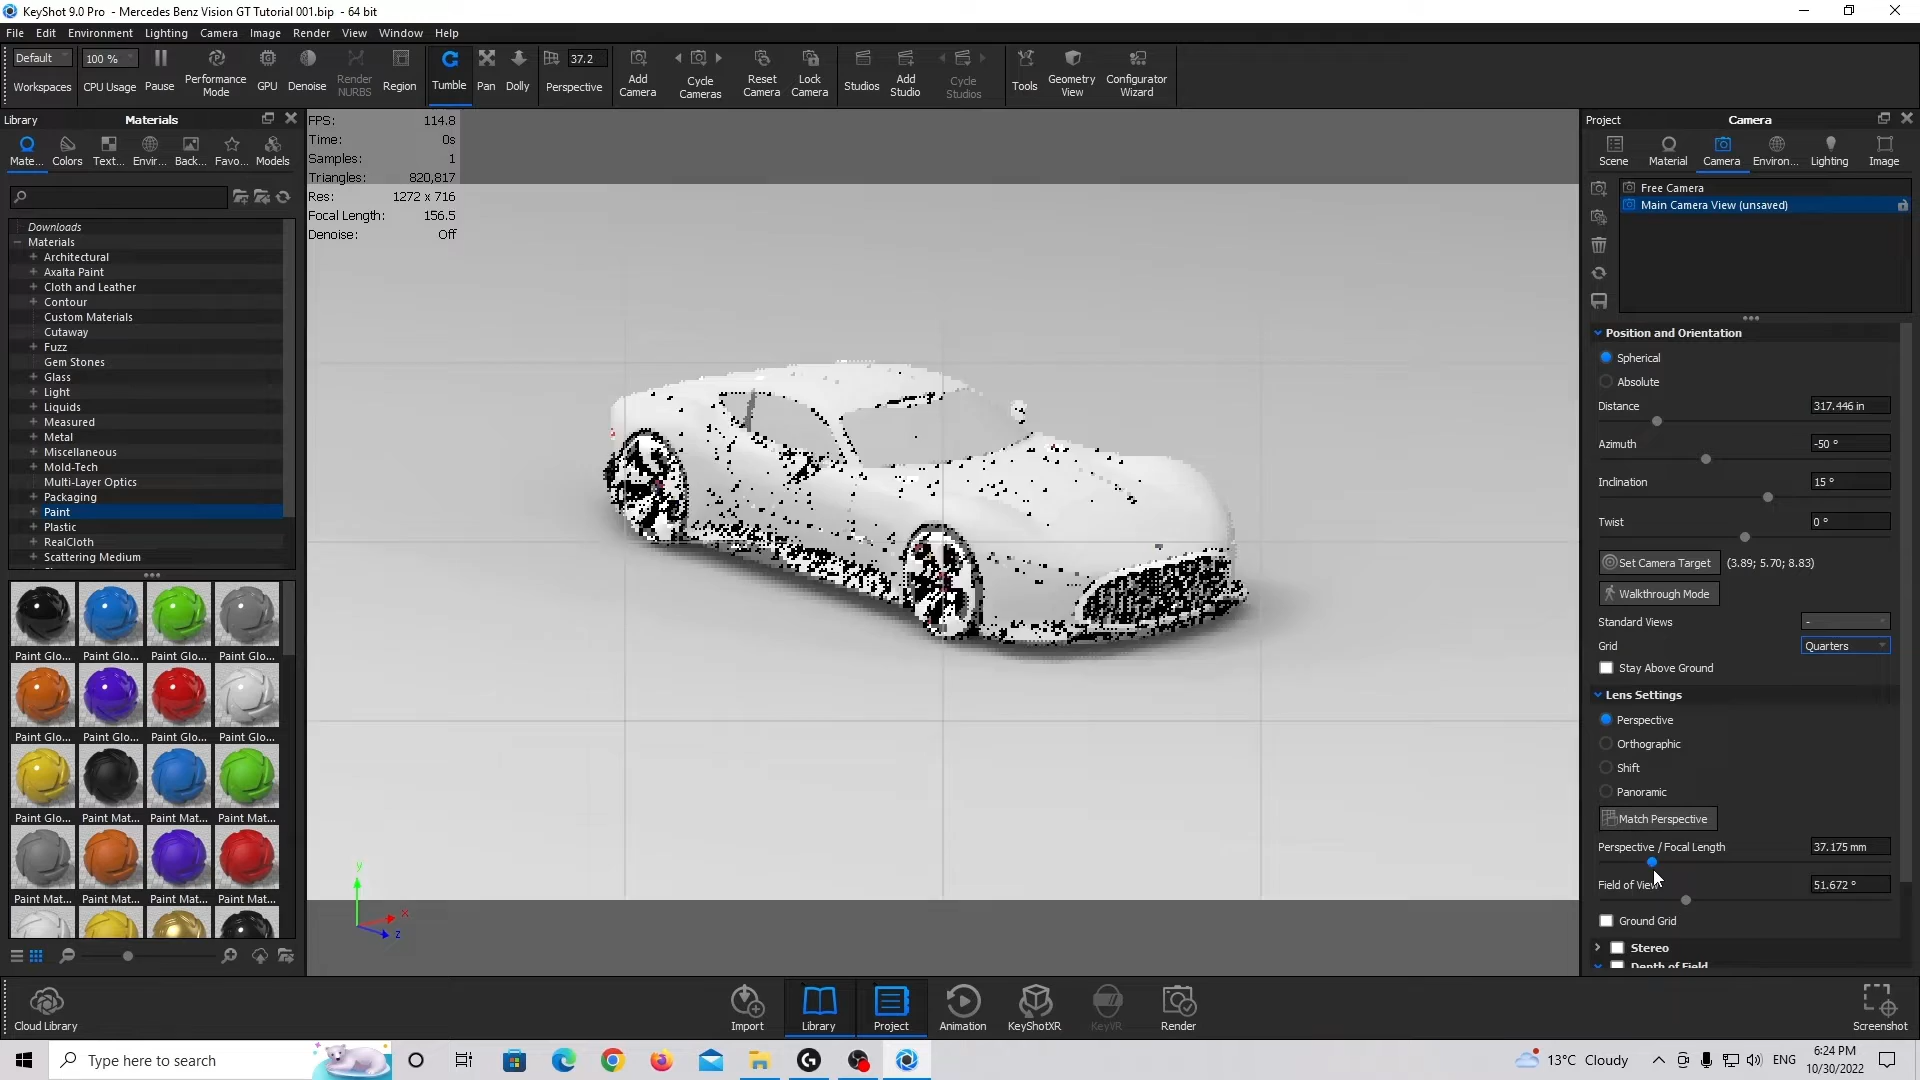 KeyShot 9.0 Pro - Mercedes Benz Vision GT Tutorial 001.bip - 64 bit
File Edit Environment Lighting Camera Image Render View Window Help
Default 100 % 37.2
Workspaces CPU Usage Pause Performance Mode GPU Denoise Render NURBS Region Tumble Pan Dolly Perspective Add Camera Cycle Cameras Reset Camera Lock Camera Studios Add Studio Cycle Studios Tools Geometry View Configurator Wizard
Library Materials
Mate... Colors Text... Envir... Back... Favo... Models
Downloads
Materials
Architectural
Axalta Paint
Cloth and Leather
Contour
Custom Materials
Cutaway
Fuzz
Gem Stones
Glass
Light
Liquids
Measured
Metal
Miscellaneous
Mold-Tech
Multi-Layer Optics
Packaging
Paint
Plastic
RealCloth
Scattering Medium
Paint Glo... Paint Glo... Paint Glo... Paint Glo...
Paint Glo... Paint Glo... Paint Glo... Paint Glo...
Paint Glo... Paint Mat... Paint Mat... Paint Mat...
Paint Mat... Paint Mat... Paint Mat... Paint Mat...
FPS: 114.8
Time: 0s
Samples: 1
Triangles: 820,817
Res: 1272 x 716
Focal Length: 156.5
Denoise: Off
y
x
z
Project Camera
Scene Material Camera Environ... Lighting Image
Free Camera
Main Camera View (unsaved)
Position and Orientation
Spherical
Absolute
Distance 317.446 in
Azimuth -50 °
Inclination 15 °
Twist 0 °
Set Camera Target (3.89; 5.70; 8.83)
Walkthrough Mode
Standard Views -
Grid Quarters
Stay Above Ground
Lens Settings
Perspective
Orthographic
Shift
Panoramic
Match Perspective
Perspective / Focal Length 37.175 mm
Field of View 51.672 °
Ground Grid
Stereo
Depth of Field
Cloud Library Import Library Project Animation KeyShotXR KeyVR Render Screenshot
Type here to search
13°C Cloudy ENG 6:24 PM
10/30/2022